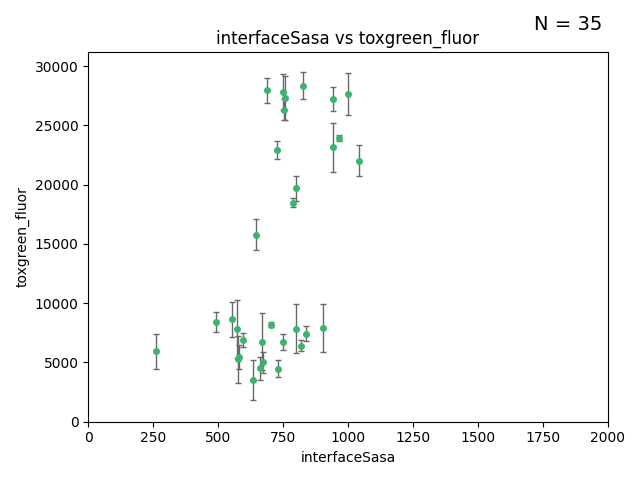 N = 35
interfaceSasa vs toxgreen_fluor
30000
25000
20000
15000
10000
5000
0
toxgreen_fluor
0 250 500 750 1000 1250 1500 1750 2000
interfaceSasa